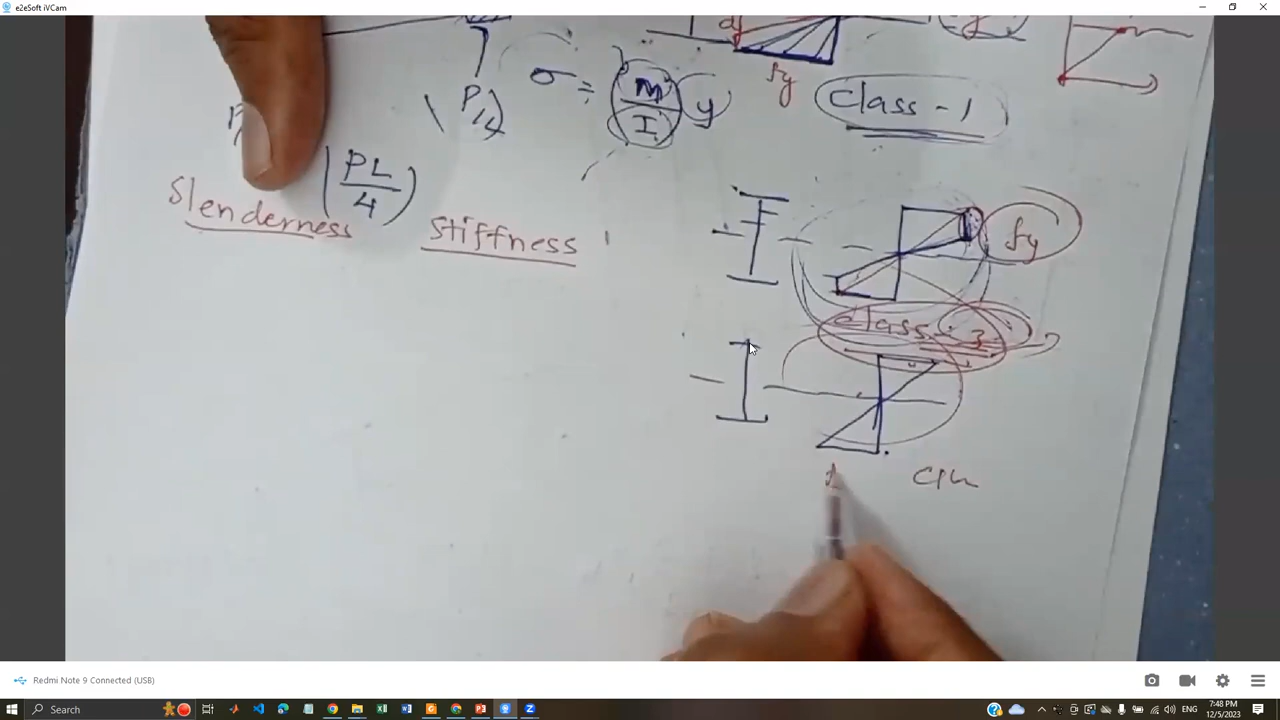 e2eSoft iVCam
fy
σ = M/I y
P/2
class-1
PL/4
Slenderness
stiffness
fy
class-3
Redmi Note 9 Connected (USB)
Search
ENG
7:48 PM
12/5/2023